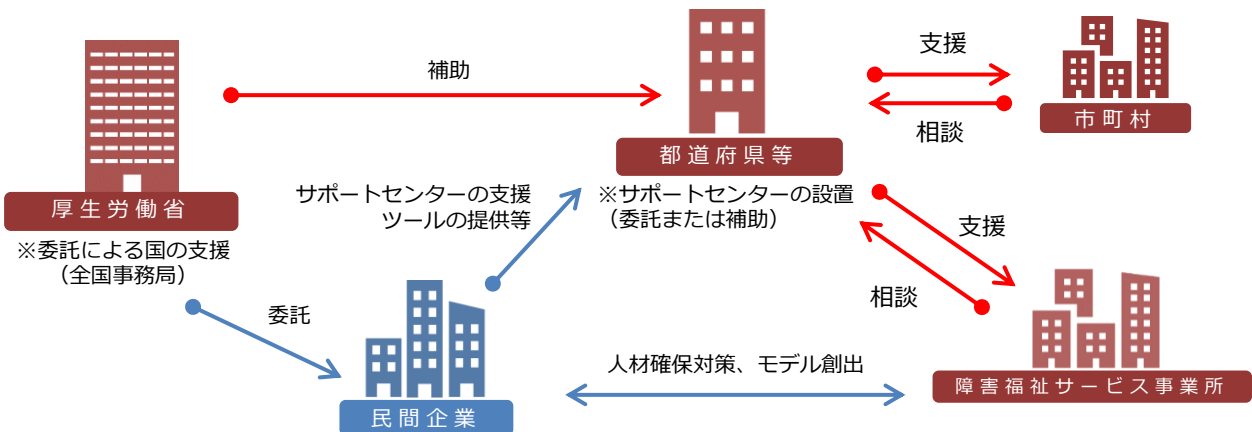 補助
支援
市町村
相談
都道府県等
厚生労働省
サポートセンターの支援
ツールの提供等
※サポートセンターの設置
（委託または補助）
※委託による国の支援
（全国事務局）
支援
相談
委託
人材確保対策、モデル創出
障害福祉サービス事業所
民間企業